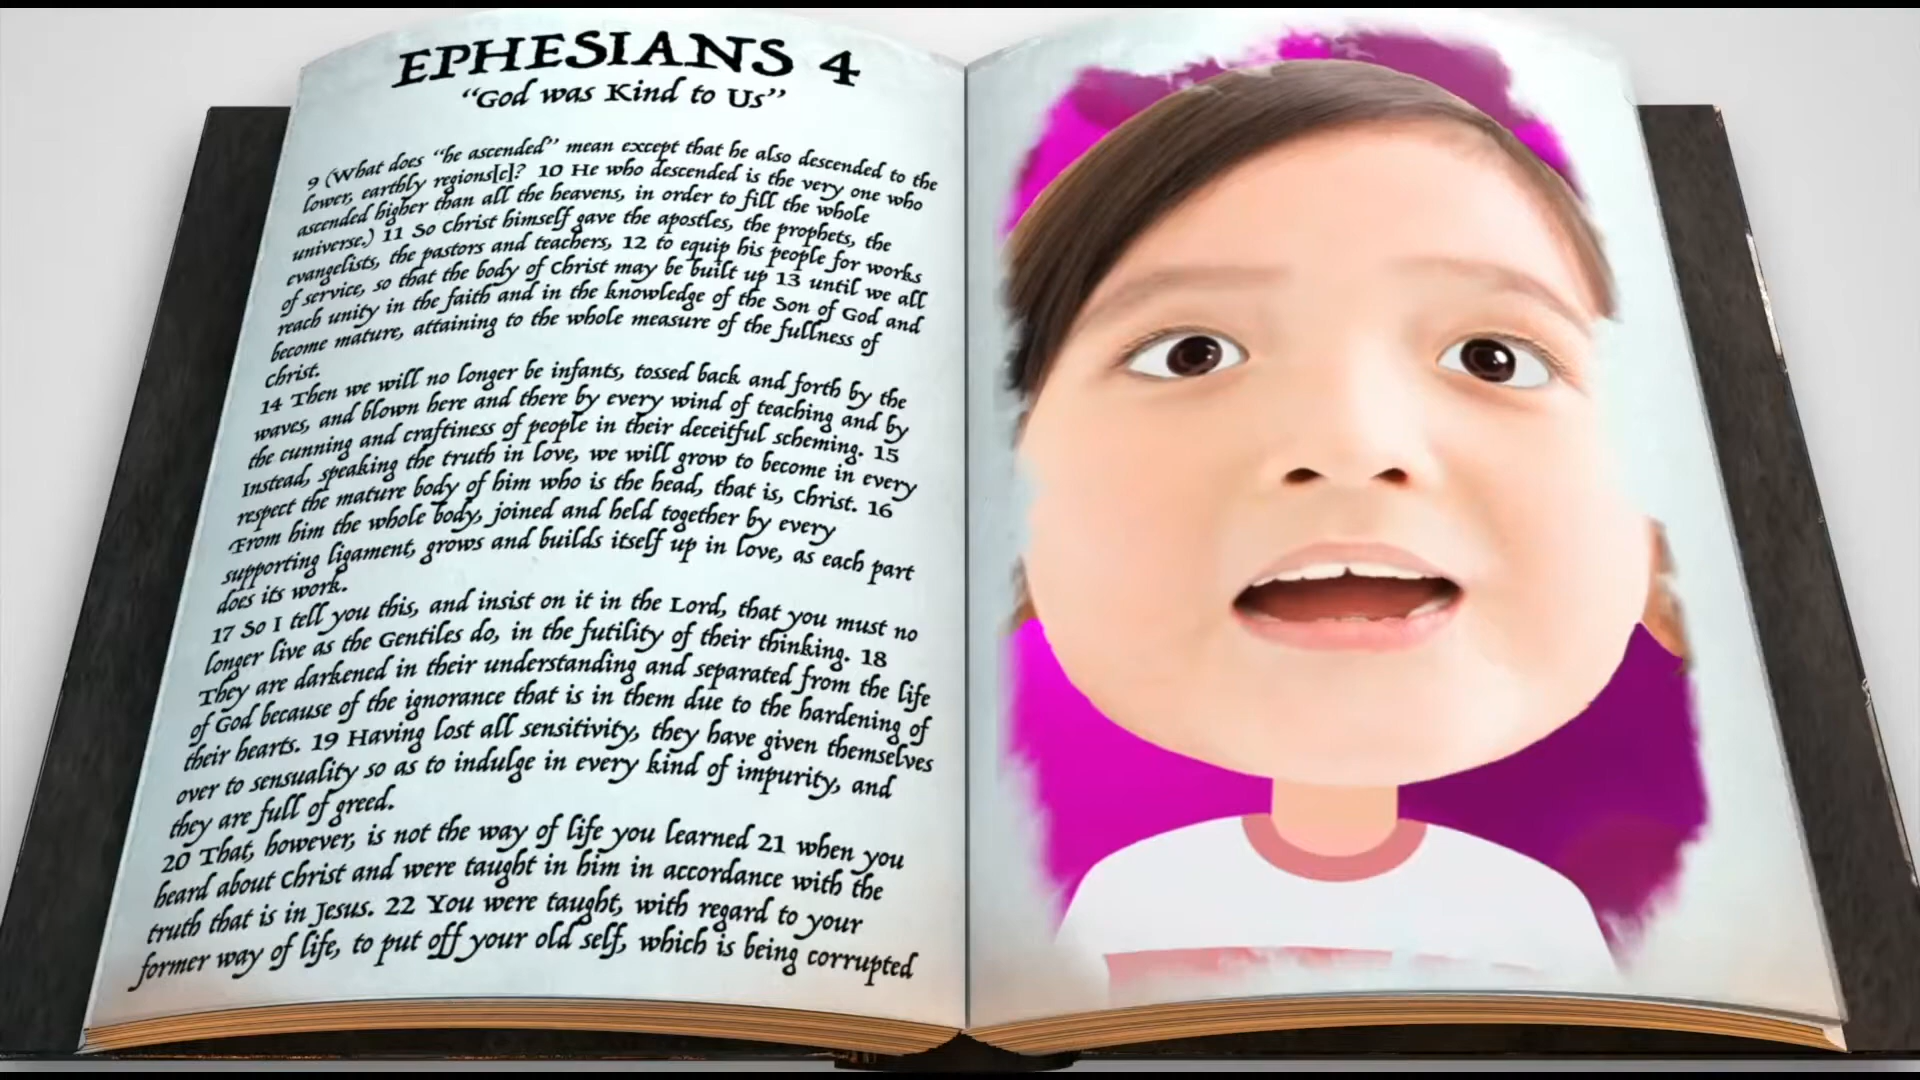 EPHESIANS 4
“God was Kind to Us”
9 (What does “he ascended” mean except that he also descended to the
lower, earthly regions[c]? 10 He who descended is the very one who
ascended higher than all the heavens, in order to fill the whole
universe.) 11 So Christ himself gave the apostles, the prophets, the
evangelists, the pastors and teachers, 12 to equip his people for works
of service, so that the body of Christ may be built up 13 until we all
reach unity in the faith and in the knowledge of the Son of God and
become mature, attaining to the whole measure of the fullness of
Christ.
14 Then we will no longer be infants, tossed back and forth by the
waves, and blown here and there by every wind of teaching and by
the cunning and craftiness of people in their deceitful scheming. 15
Instead, speaking the truth in love, we will grow to become in every
respect the mature body of him who is the head, that is, Christ. 16
From him the whole body, joined and held together by every
supporting ligament, grows and builds itself up in love, as each part
does its work.
17 So I tell you this, and insist on it in the Lord, that you must no
longer live as the Gentiles do, in the futility of their thinking. 18
They are darkened in their understanding and separated from the life
of God because of the ignorance that is in them due to the hardening of
their hearts. 19 Having lost all sensitivity, they have given themselves
over to sensuality so as to indulge in every kind of impurity, and
they are full of greed.
20 That, however, is not the way of life you learned 21 when you
heard about Christ and were taught in him in accordance with the
truth that is in Jesus. 22 You were taught, with regard to your
former way of life, to put off your old self, which is being corrupted